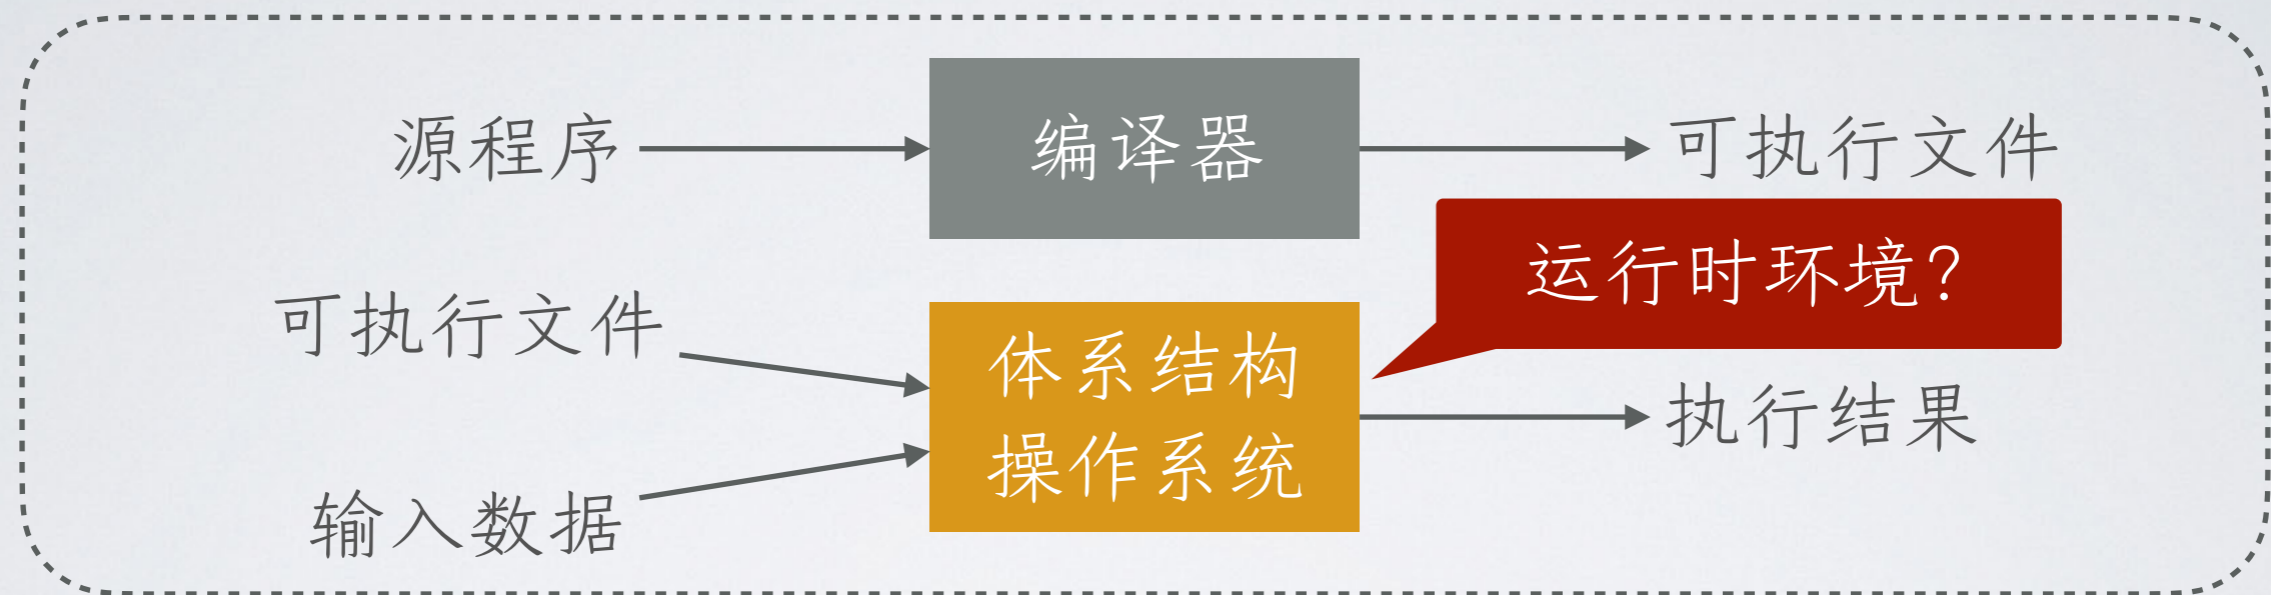 源程序
编译器
可执行文件
运行时环境？
可执行文件
体系结构
操作系统
执行结果
输入数据